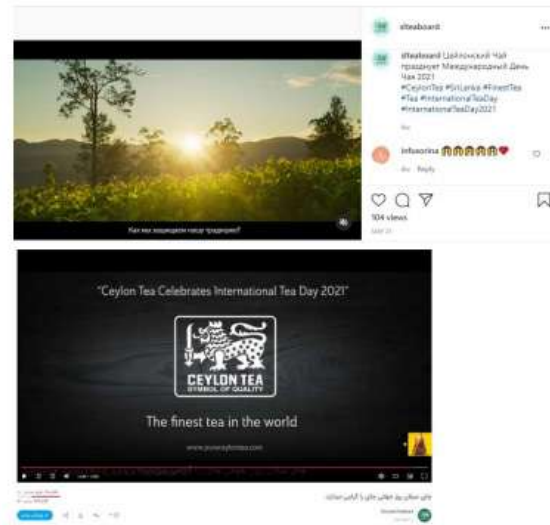 slteaboard
slteaboard Цейлонский Чай
празднует Международный День
Чая 2021
#CeylonTea #SriLanka #FinestTea
#Tea #InternationalTeaDay
#InternationalTeaDay2021
infusorina
Reply
104 views
Как мы защищаем нашу традицию?
"Ceylon Tea Celebrates International Tea Day 2021"
CEYLON TEA
SYMBOL OF QUALITY
The finest tea in the world
www.pureceylontea.com